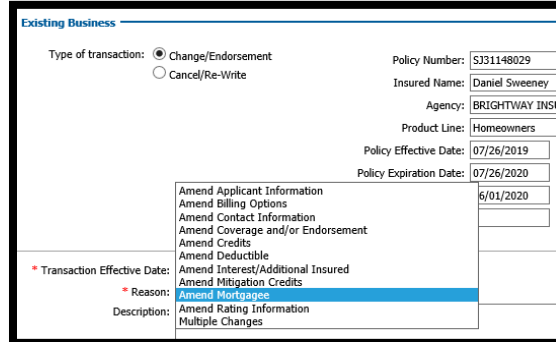 Existing Business
Type of transaction: Change/Endorsement
Cancel/Re-Write
Policy Number: SJ31148029
Insured Name: Daniel Sweeney
Agency: BRIGHTWAY
Product Line: Homeowners
Policy Effective Date: 07/26/2019
Policy Expiration Date: 07/26/2020
6/01/2020
Amend Applicant Information
Amend Billing Options
Amend Contact Information
Amend Coverage and/or Endorsement
Amend Credits
Amend Deductible
Amend Interest/Additional Insured
Amend Mitigation Credits
Amend Mortgagee
Amend Rating Information
Multiple Changes
* Transaction Effective Date:
* Reason:
Description: